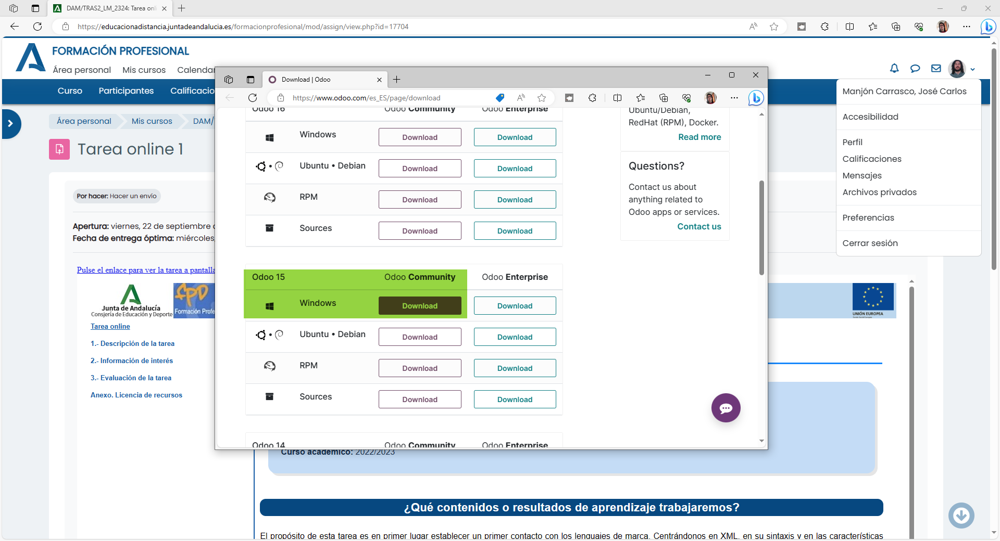 DAM/TRAS2_LM_2324: Tarea onli
https://educacionadistancia.juntadeandalucia.es/formacionprofesional/mod/assign/view.php?id=17704
FORMACIÓN PROFESIONAL
Área personal Mis cursos Calendar
Curso Participantes Calificacio
Área personal Mis cursos DAM/
Tarea online 1
Por hacer: Hacer un envío
Apertura: viernes, 22 de septiembre
Fecha de entrega óptima: miércoles,
Pulse el enlace para ver la tarea a pantalla
Junta de Andalucía
Consjería de Educación y Deporte
fpd
Formación Profe
Tarea online
1.- Descripción de la tarea
2.- Información de interés
3.- Evaluación de la tarea
Anexo. Licencia de recursos
Download | Odoo
https://www.odoo.com/es_ES/page/download
Odoo 16 Odoo Community Odoo Enterprise
Windows Download Download
Ubuntu • Debian Download Download
RPM Download Download
Sources Download Download
Odoo 15 Odoo Community Odoo Enterprise
Windows Download Download
Ubuntu • Debian Download Download
RPM Download Download
Sources Download Download
Odoo 14 Odoo Community Odoo Enterprise
Ubuntu/Debian,
RedHat (RPM), Docker.
Read more
Questions?
Contact us about
anything related to
Odoo apps or services.
Contact us
Manjón Carrasco, José Carlos
Accesibilidad
Perfil
Calificaciones
Mensajes
Archivos privados
Preferencias
Cerrar sesión
UNIÓN EUROPEA
Curso académico: 2022/2023
¿Qué contenidos o resultados de aprendizaje trabajaremos?
El propósito de esta tarea es en primer lugar establecer un primer contacto con los lenguajes de marca. Centrándonos en XML, en su sintaxis y en las características